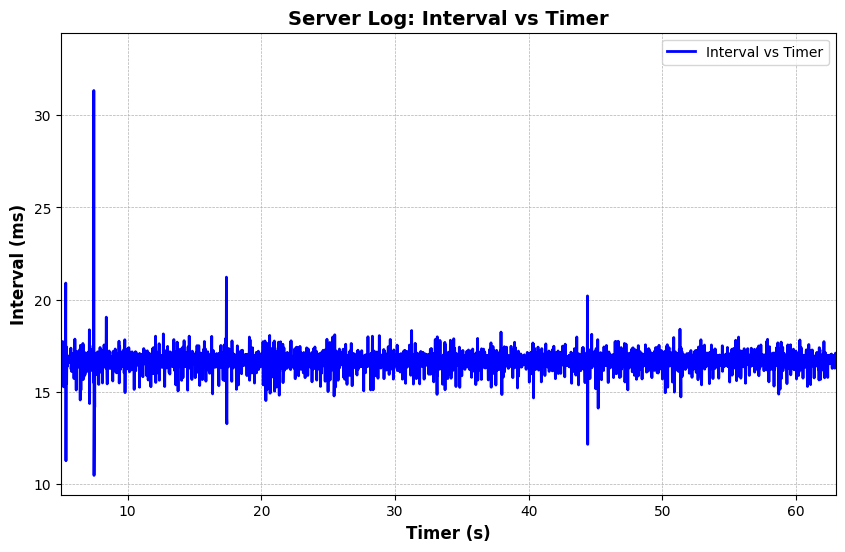 Server Log: Interval vs Timer
Interval vs Timer
30
25
20
15
10
Interval (ms)
10 20 30 40 50 60
Timer (s)